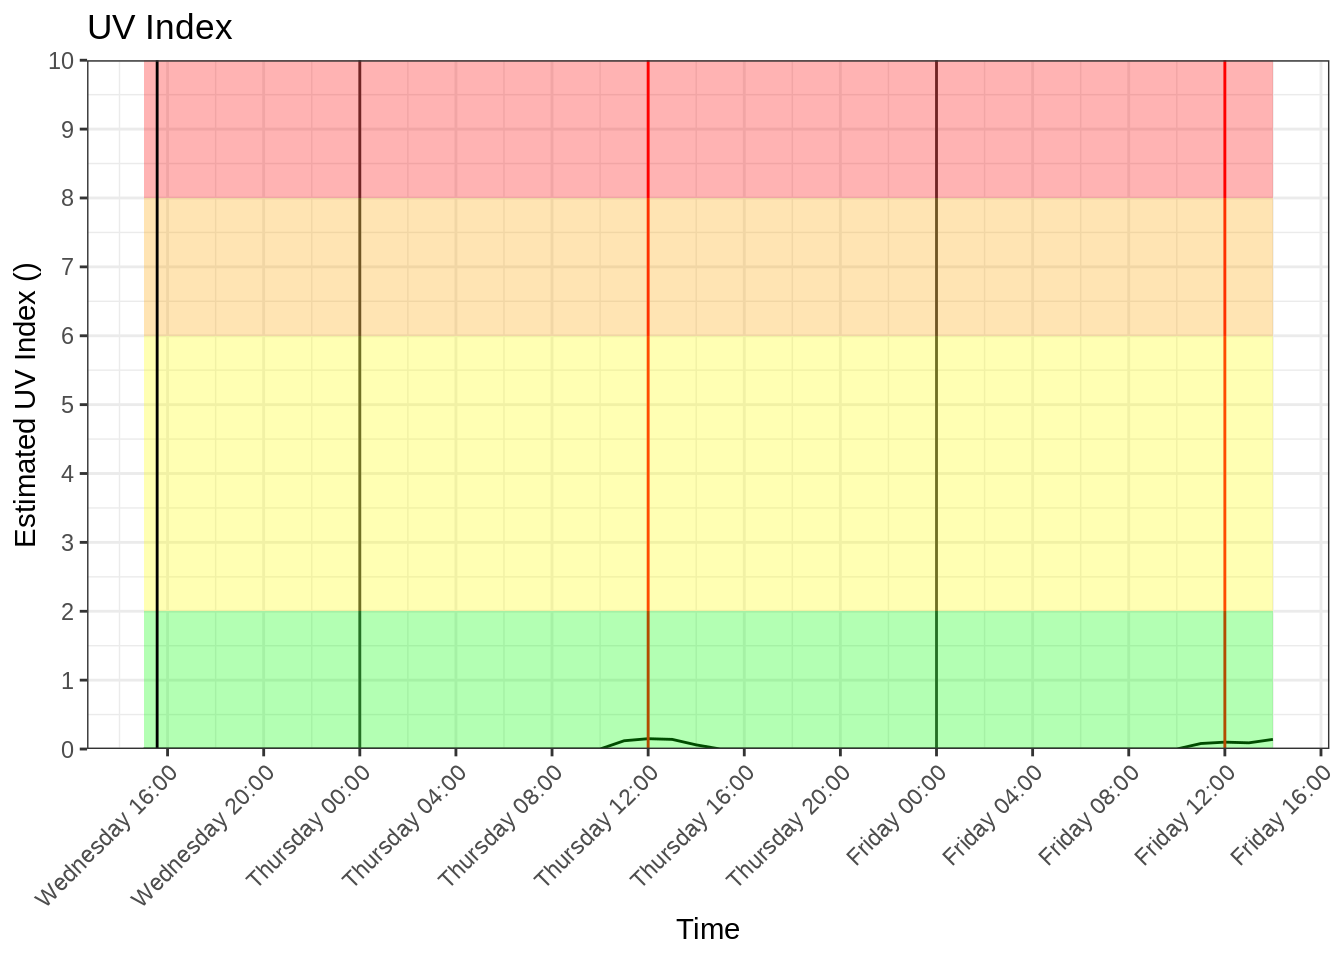 UV Index
Estimated UV Index ()
10
9
8
7
6
5
4
3
2
1
0
Wednesday 16:00
Wednesday 20:00
Thursday 00:00
Thursday 04:00
Thursday 08:00
Thursday 12:00
Thursday 16:00
Thursday 20:00
Friday 00:00
Friday 04:00
Friday 08:00
Friday 12:00
Friday 16:00
Time